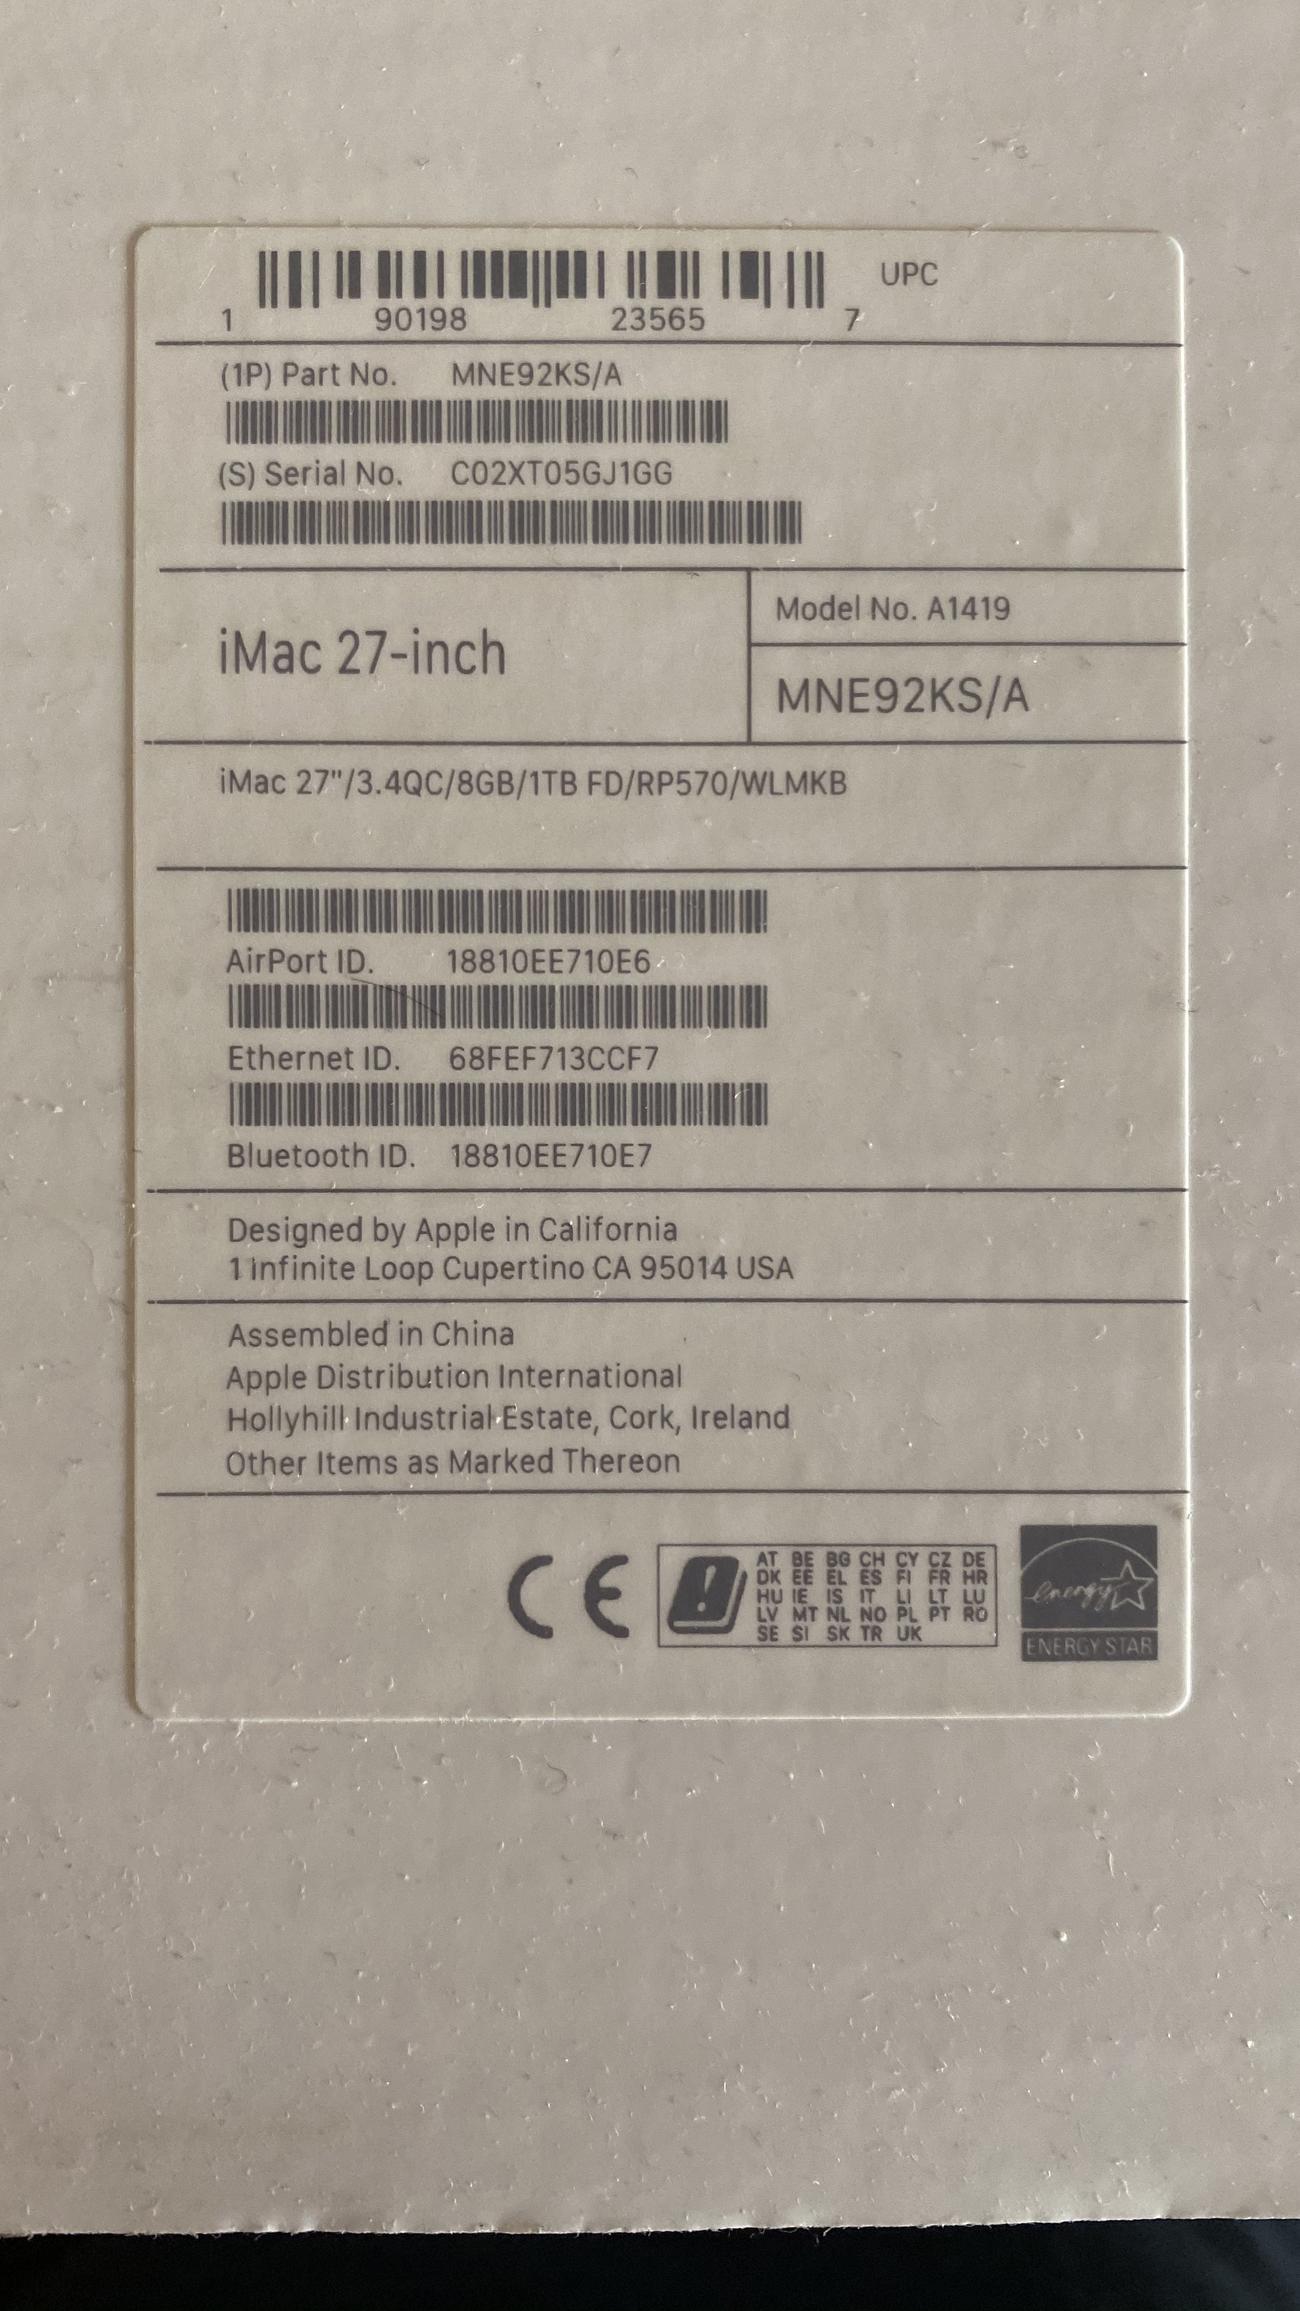 UPC
1 90198 23565 7
(1P) Part No. MNE92KS/A
(S) Serial No. C02XT05GJ1GG
iMac 27-inch
Model No. A1419
MNE92KS/A
iMac 27"/3.4QC/8GB/1TB FD/RP570/WLMKB
AirPort ID. 18810EE710E6
Ethernet ID. 68FEF713CCF7
Bluetooth ID. 18810EE710E7
Designed by Apple in California
1 Infinite Loop Cupertino CA 95014 USA
Assembled in China
Apple Distribution International
Hollyhill Industrial Estate, Cork, Ireland
Other Items as Marked Thereon
CE
AT BE BG CH CY CZ DE
DK EE EL ES FI FR HR
HU IE IS IT LI LT LU
LV MT NL NO PL PT RO
SE SI SK TR UK
energy
ENERGY STAR